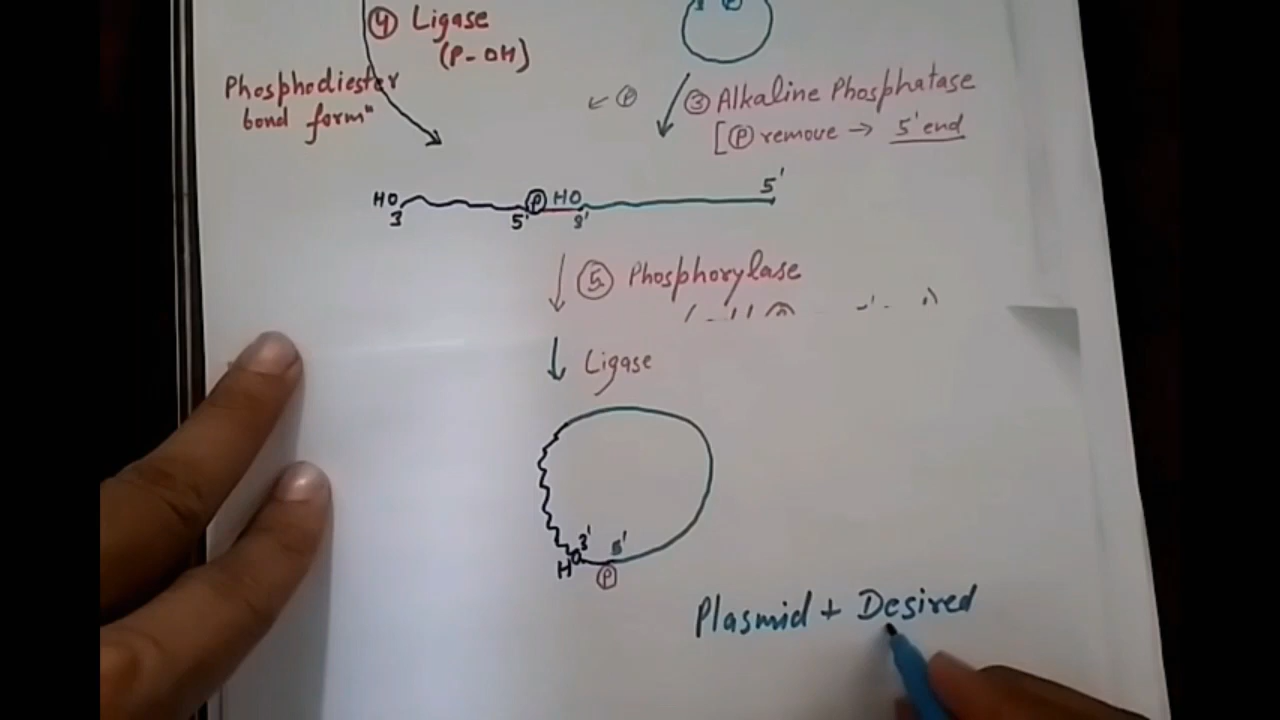 ④ Ligase
(P-OH)
Phosphodiester
bond formⁿ
← Ⓟ
③ Alkaline Phosphatase
[Ⓟ remove → 5' end
HO
3
5'
Ⓟ HO
3'
5'
⑤ Phosphorylase
Ligase
3'
5'
HO
Ⓟ
Plasmid + Desired